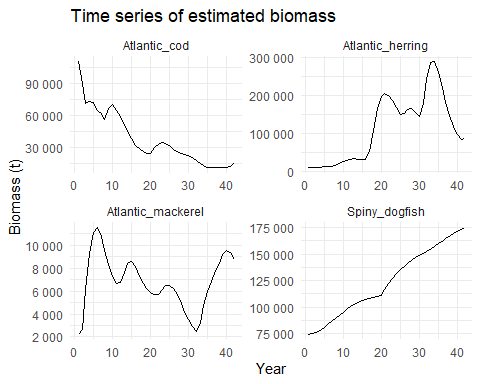 Time series of estimated biomass
Atlantic_cod
Atlantic_herring
90 000
60 000
30 000
0 10 20 30 40
300 000
200 000
100 000
0
0 10 20 30 40
Biomass (t)
Atlantic_mackerel
Spiny_dogfish
10 000
8 000
6 000
4 000
2 000
0 10 20 30 40
175 000
150 000
125 000
100 000
75 000
0 10 20 30 40
Year